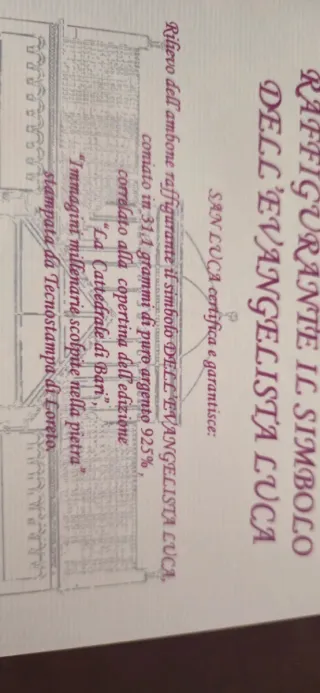 RAFFIGURANTE IL SIMBOLO
DELL'EVANGELISTA LUCA
SAN LUCA certifica e garantisce:
Rilievo dell'ambone raffigurante il simbolo DELL'EVANGELISTA LUCA,
coniato in 31,1 grammi di puro argento 925%,
correlato alla copertina dell'edizione
"La Cattedrale di Bari",
"Immagini millenarie scolpite nella pietra"
stampata da Tecnostampa di Loreto.